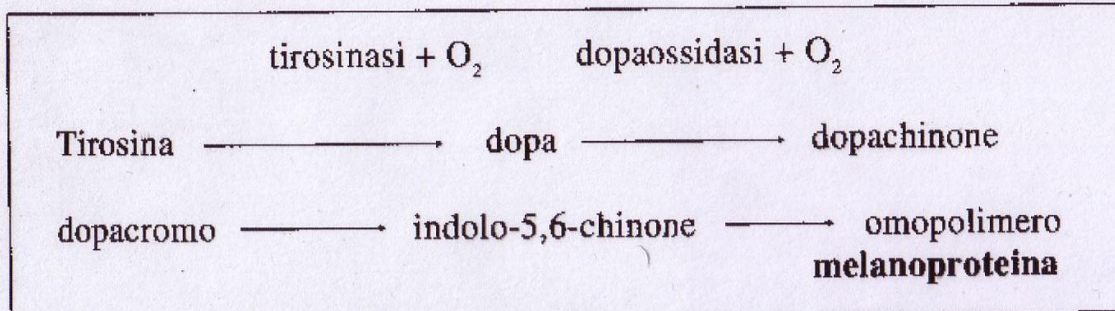 tirosinasi + O₂ dopaossidasi + O₂
Tirosina → dopa → dopachinone
dopacromo → indolo-5,6-chinone → omopolimero
melanoproteina